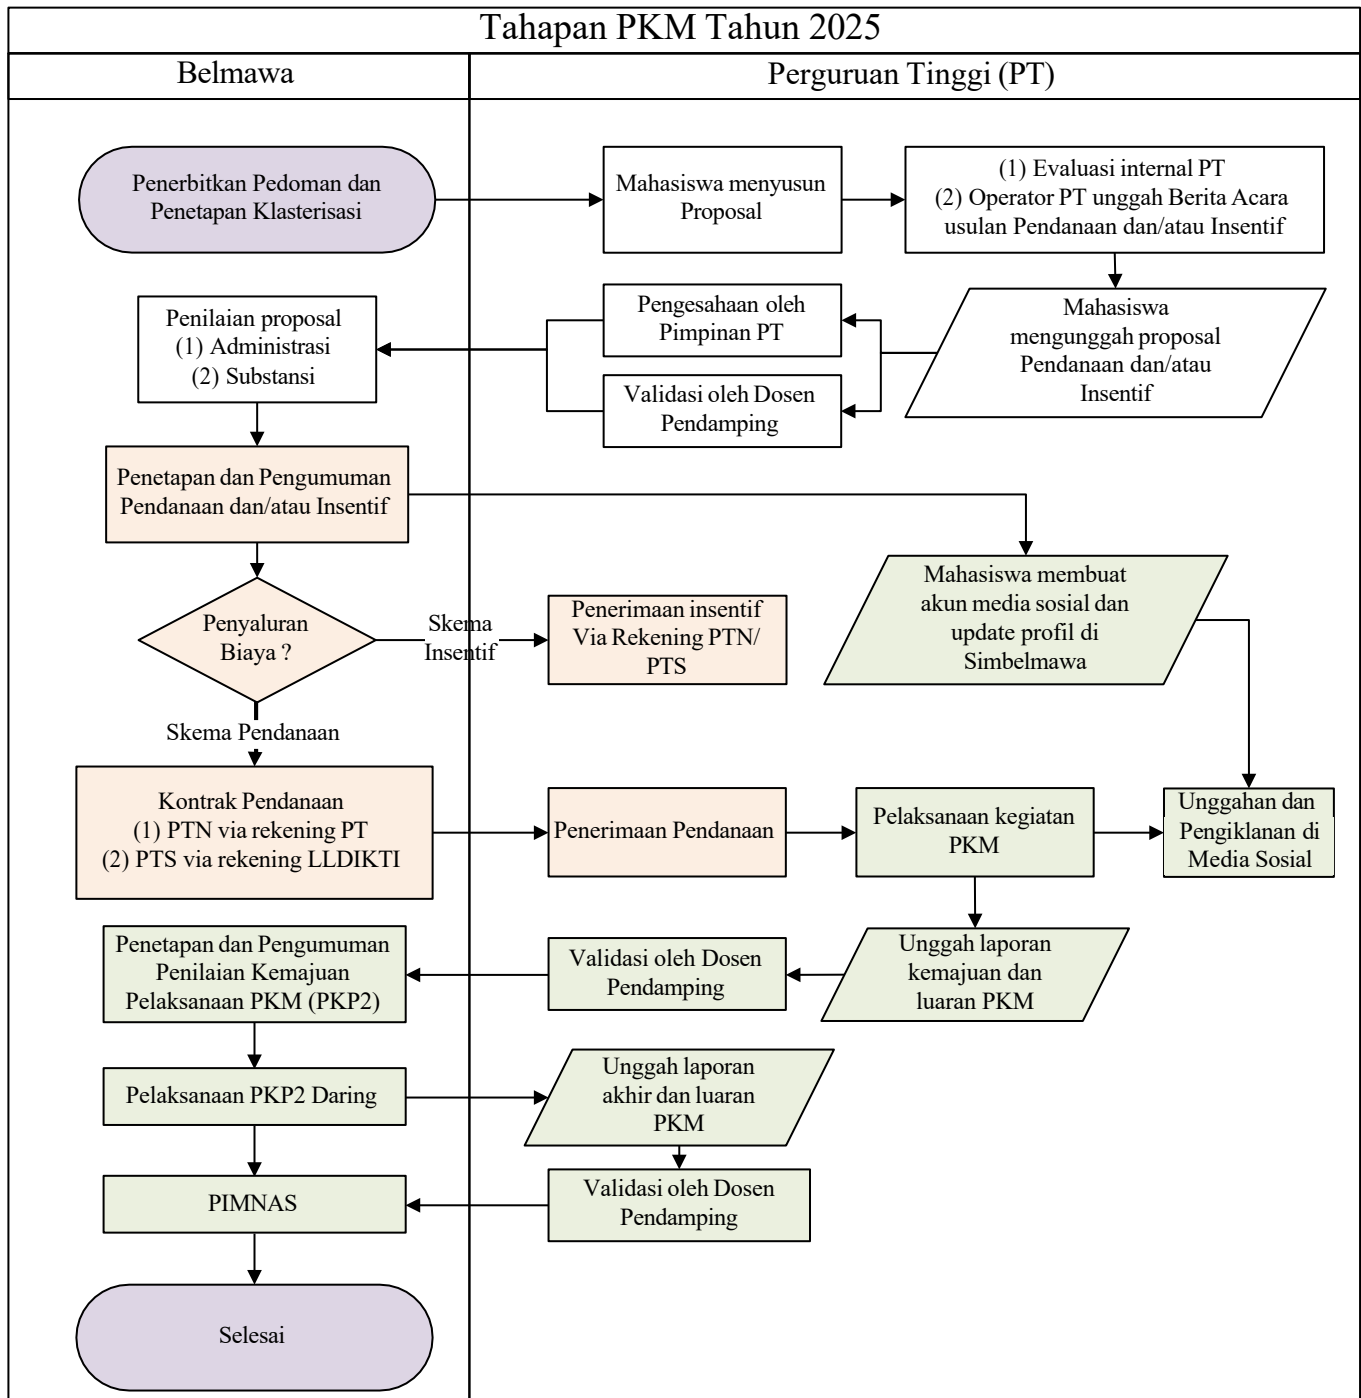 Tahapan PKM Tahun 2025
Belmawa
Perguruan Tinggi (PT)
Penerbitkan Pedoman dan
Penetapan Klasterisasi
Mahasiswa menyusun
Proposal
(1) Evaluasi internal PT
(2) Operator PT unggah Berita Acara
usulan Pendanaan dan/atau Insentif
Mahasiswa
mengunggah proposal
Pendanaan dan/atau
Insentif
Pengesahaan oleh
Pimpinan PT
Validasi oleh Dosen
Pendamping
Penilaian proposal
(1) Administrasi
(2) Substansi
Penetapan dan Pengumuman
Pendanaan dan/atau Insentif
Mahasiswa membuat
akun media sosial dan
update profil di
Simbelmawa
Penyaluran
Biaya ?
Skema
Insentif
Penerimaan insentif
Via Rekening PTN/
PTS
Skema Pendanaan
Kontrak Pendanaan
(1) PTN via rekening PT
(2) PTS via rekening LLDIKTI
Penerimaan Pendanaan
Pelaksanaan kegiatan
PKM
Unggahan dan
Pengiklanan di
Media Sosial
Unggah laporan
kemajuan dan
luaran PKM
Validasi oleh Dosen
Pendamping
Penetapan dan Pengumuman
Penilaian Kemajuan
Pelaksanaan PKM (PKP2)
Pelaksanaan PKP2 Daring
Unggah laporan
akhir dan luaran
PKM
Validasi oleh Dosen
Pendamping
PIMNAS
Selesai